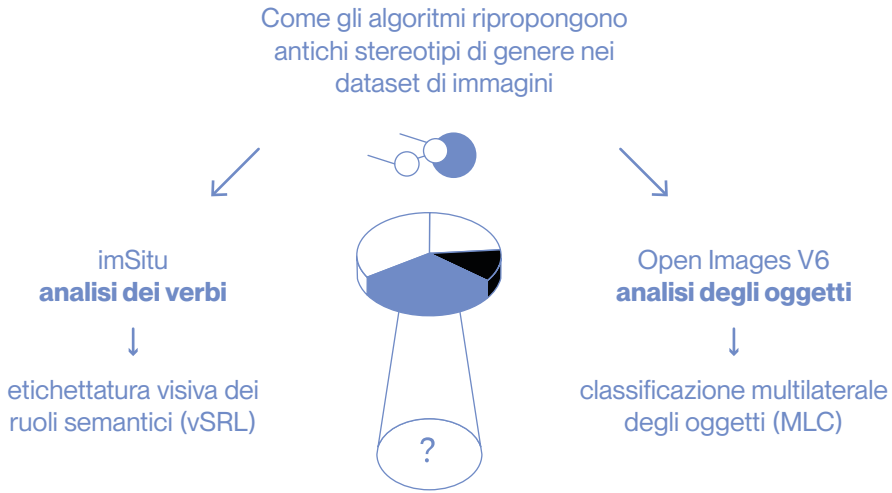 Come gli algoritmi ripropongono
antichi stereotipi di genere nei
dataset di immagini
imSitu
analisi dei verbi
etichettatura visiva dei
ruoli semantici (vSRL)
?
Open Images V6
analisi degli oggetti
classificazione multilaterale
degli oggetti (MLC)